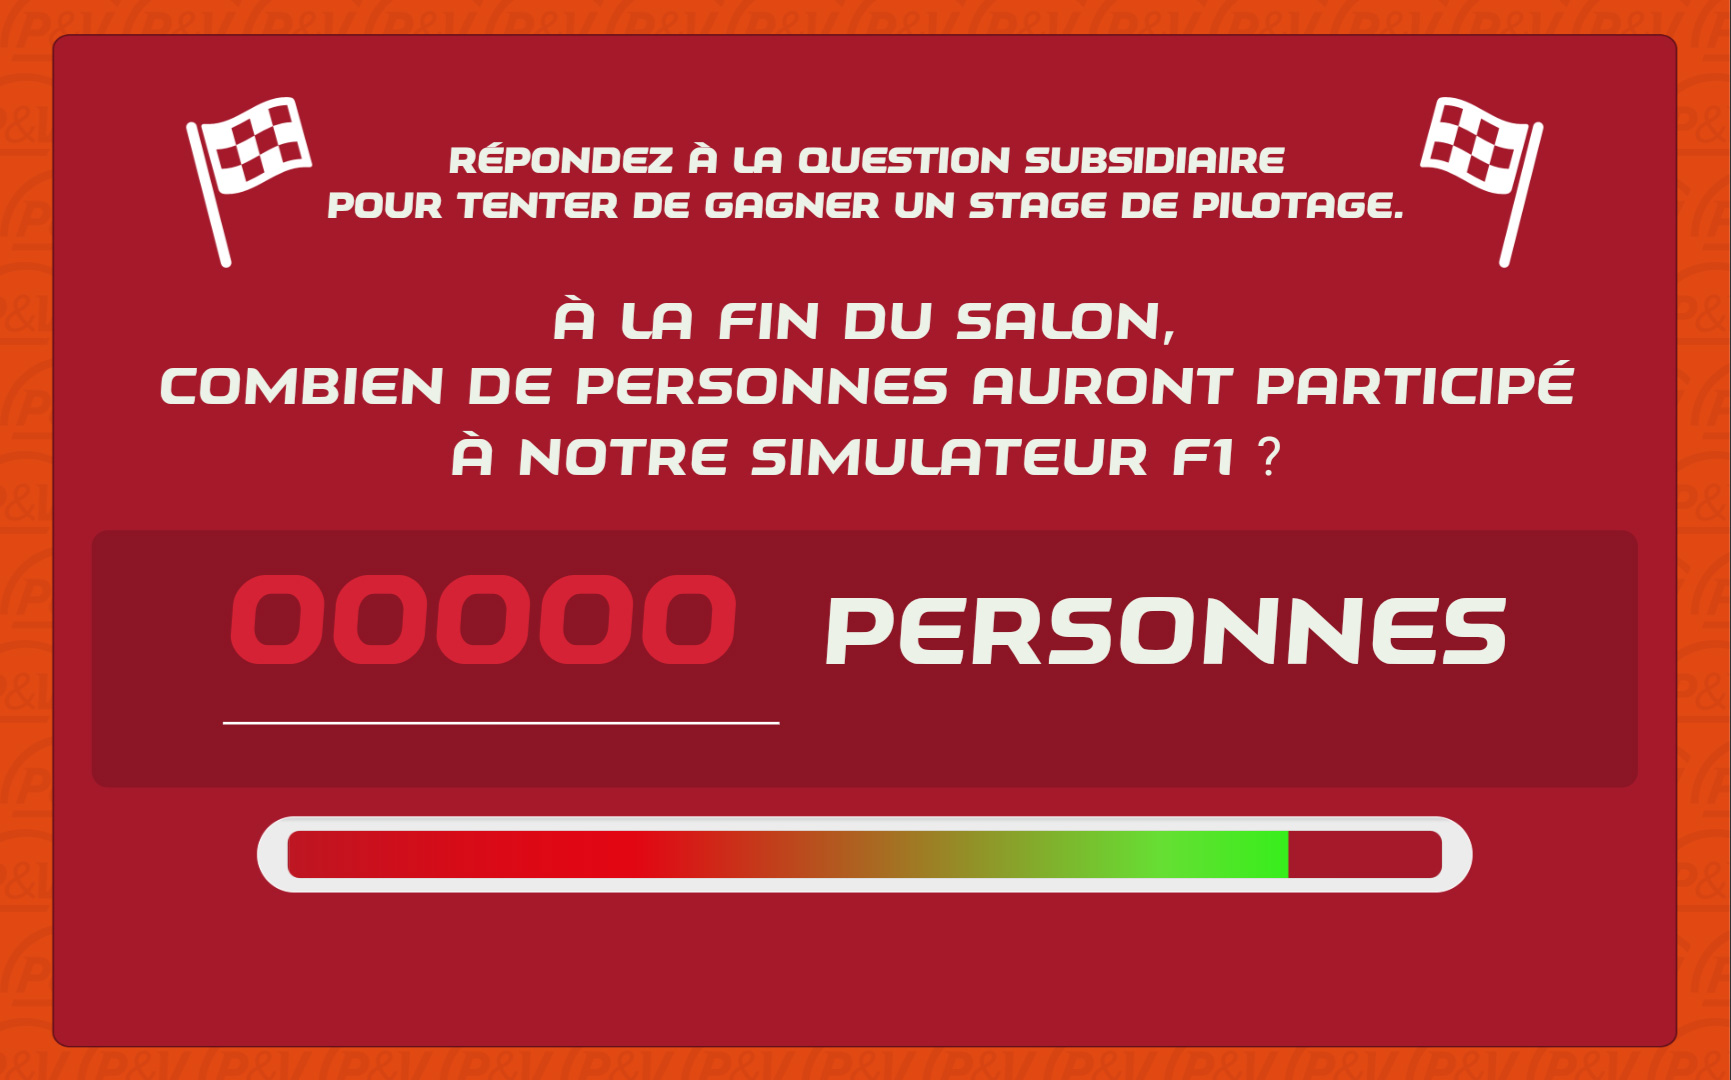 RÉPONDEZ À LA QUESTION SUBSIDIAIRE
POUR TENTER DE GAGNER UN STAGE DE PILOTAGE.
À LA FIN DU SALON,
COMBIEN DE PERSONNES AURONT PARTICIPÉ
À NOTRE SIMULATEUR F1 ?
00000 PERSONNES